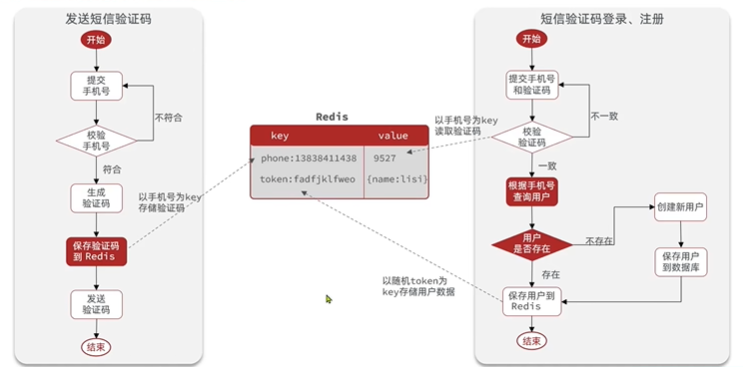 发送短信验证码
开始
提交
手机号
不符合
校验
手机号
符合
生成
验证码
以手机号为key
存储验证码
保存验证码
到 Redis
发送
验证码
结束
Redis
key value
phone:13838411438 9527
token:fadfjklfweo {name:lisi}
以手机号为key
读取验证码
以随机token为
key存储用户数据
短信验证码登录、注册
开始
提交手机号
和验证码
不一致
校验
验证码
一致
根据手机号
查询用户
用户
是否存在
不存在
创建新用户
保存用户
到数据库
存在
保存用户到
Redis
结束